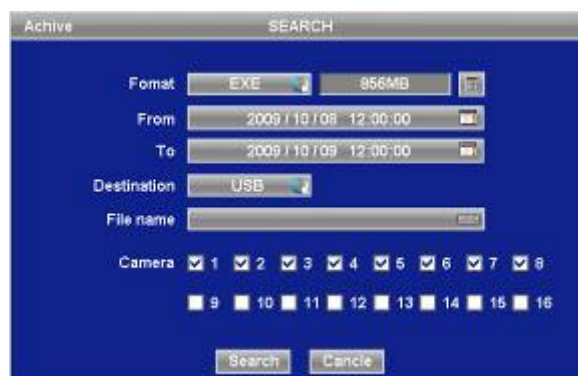 Achive SEARCH
Fomat EXE 956MB
From 2009 / 10 / 08 12:00:00
To 2009 / 10 / 09 12:00:00
Destination USB
File name
Camera 1 2 3 4 5 6 7 8
9 10 11 12 13 14 15 16
Search Cancle